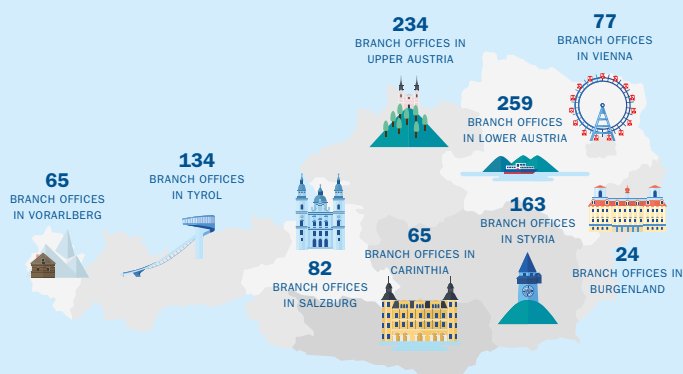 234
BRANCH OFFICES IN
UPPER AUSTRIA
77
BRANCH OFFICES
IN VIENNA
259
BRANCH OFFICES
IN LOWER AUSTRIA
134
BRANCH OFFICES
IN TYROL
65
BRANCH OFFICES
IN VORARLBERG
163
BRANCH OFFICES
IN STYRIA
65
BRANCH OFFICES IN
CARINTHIA
82
BRANCH OFFICES
IN SALZBURG
24
BRANCH OFFICES IN
BURGENLAND